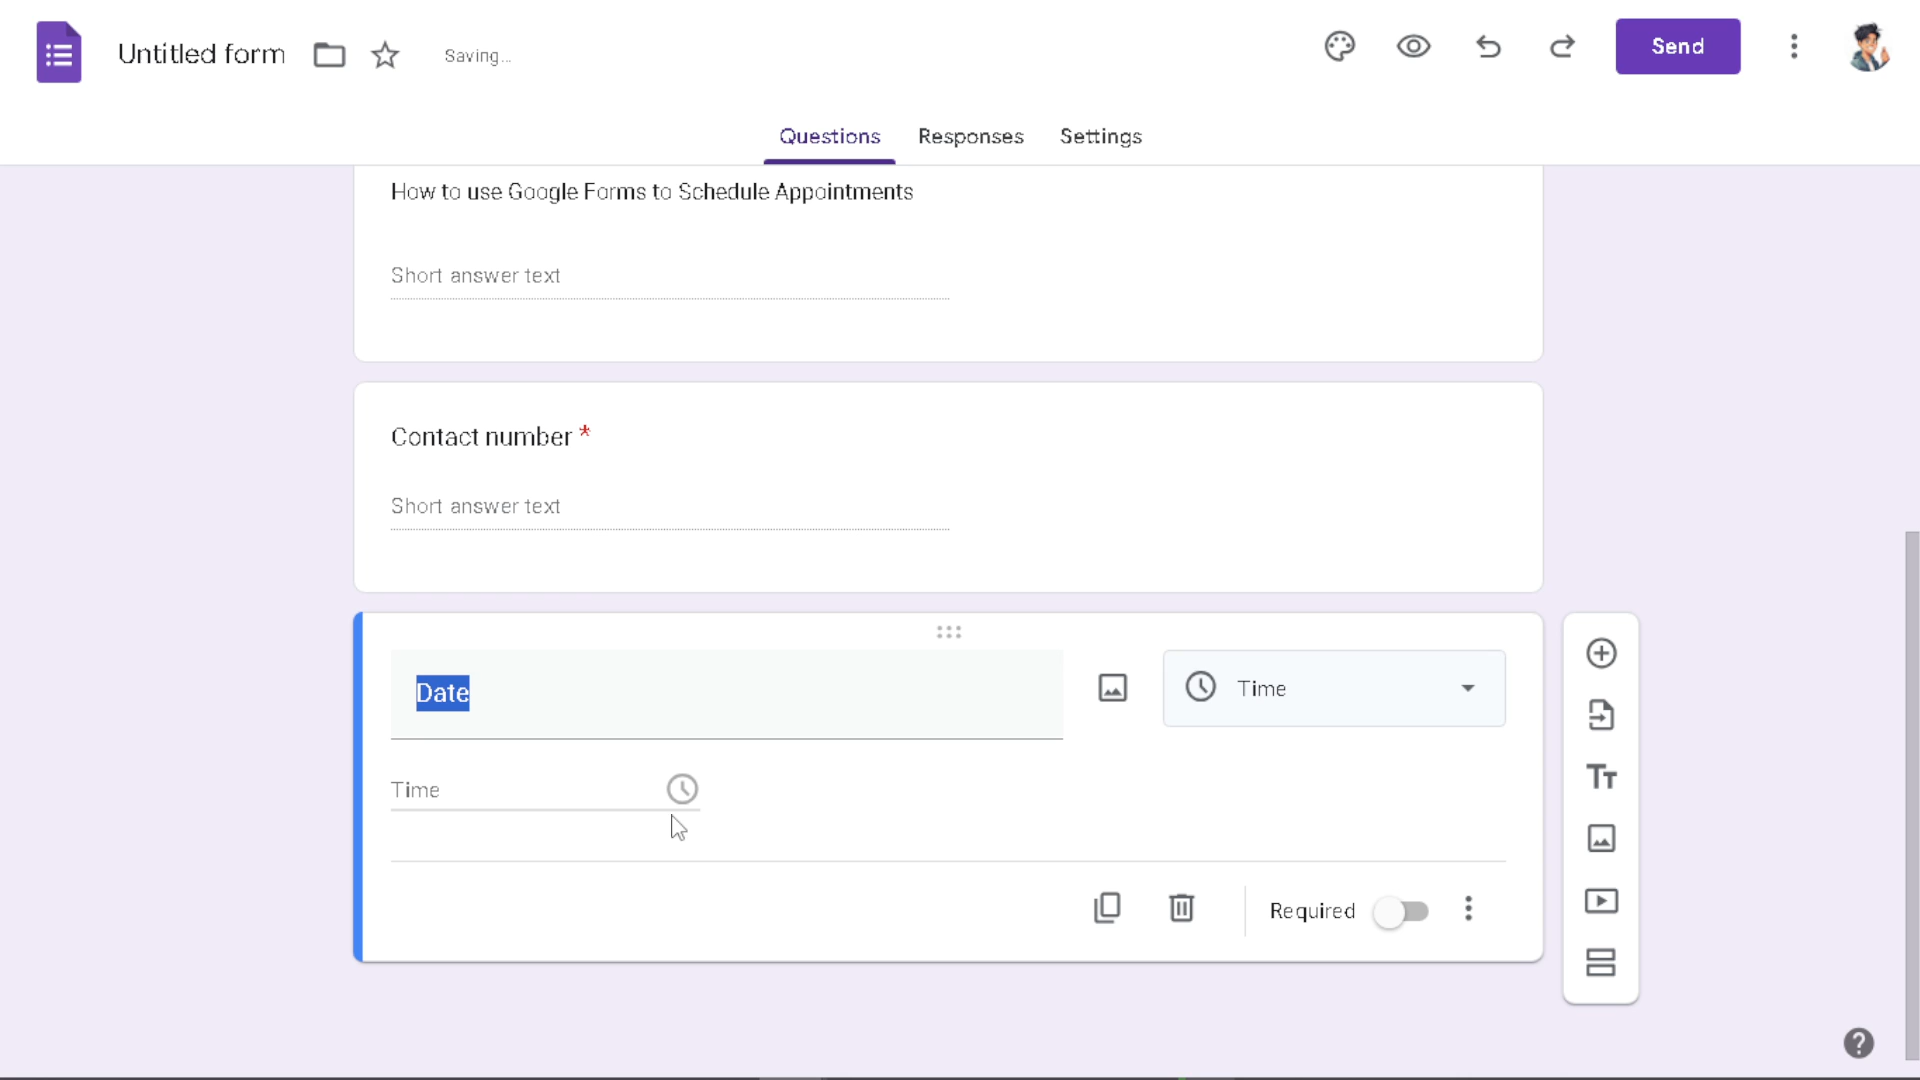 Untitled form
Saving...
Send
Questions
Responses
Settings
How to use Google Forms to Schedule Appointments
Short answer text
Contact number *
Short answer text
Date
Time
Time
Required